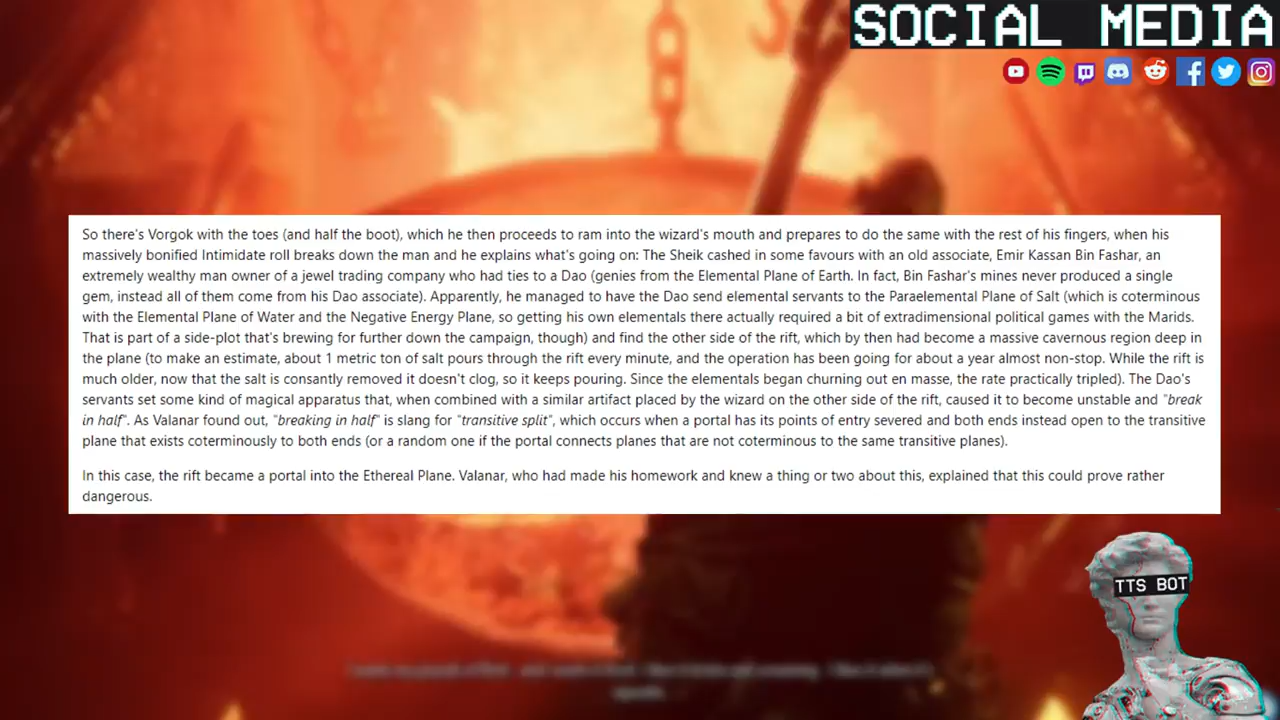 SOCIAL MEDIA
So there's Vorgok with the toes (and half the boot), which he then proceeds to ram into the wizard's mouth and prepares to do the same with the rest of his fingers, when his
massively bonified Intimidate roll breaks down the man and he explains what's going on: The Sheik cashed in some favours with an old associate, Emir Kassan Bin Fashar, an
extremely wealthy man owner of a jewel trading company who had ties to a Dao (genies from the Elemental Plane of Earth. In fact, Bin Fashar's mines never produced a single
gem, instead all of them come from his Dao associate). Apparently, he managed to have the Dao send elemental servants to the Paraelemental Plane of Salt (which is coterminous
with the Elemental Plane of Water and the Negative Energy Plane, so getting his own elementals there actually required a bit of extradimensional political games with the Marids.
That is part of a side-plot that's brewing for further down the campaign, though) and find the other side of the rift, which by then had become a massive cavernous region deep in
the plane (to make an estimate, about 1 metric ton of salt pours through the rift every minute, and the operation has been going for about a year almost non-stop. While the rift is
much older, now that the salt is consantly removed it doesn't clog, so it keeps pouring. Since the elementals began churning out en masse, the rate practically tripled). The Dao's
servants set some kind of magical apparatus that, when combined with a similar artifact placed by the wizard on the other side of the rift, caused it to become unstable and "break
in half". As Valanar found out, "breaking in half" is slang for "transitive split", which occurs when a portal has its points of entry severed and both ends instead open to the transitive
plane that exists coterminously to both ends (or a random one if the portal connects planes that are not coterminous to the same transitive planes).
In this case, the rift became a portal into the Ethereal Plane. Valanar, who had made his homework and knew a thing or two about this, explained that this could prove rather
dangerous.
TTS BOT